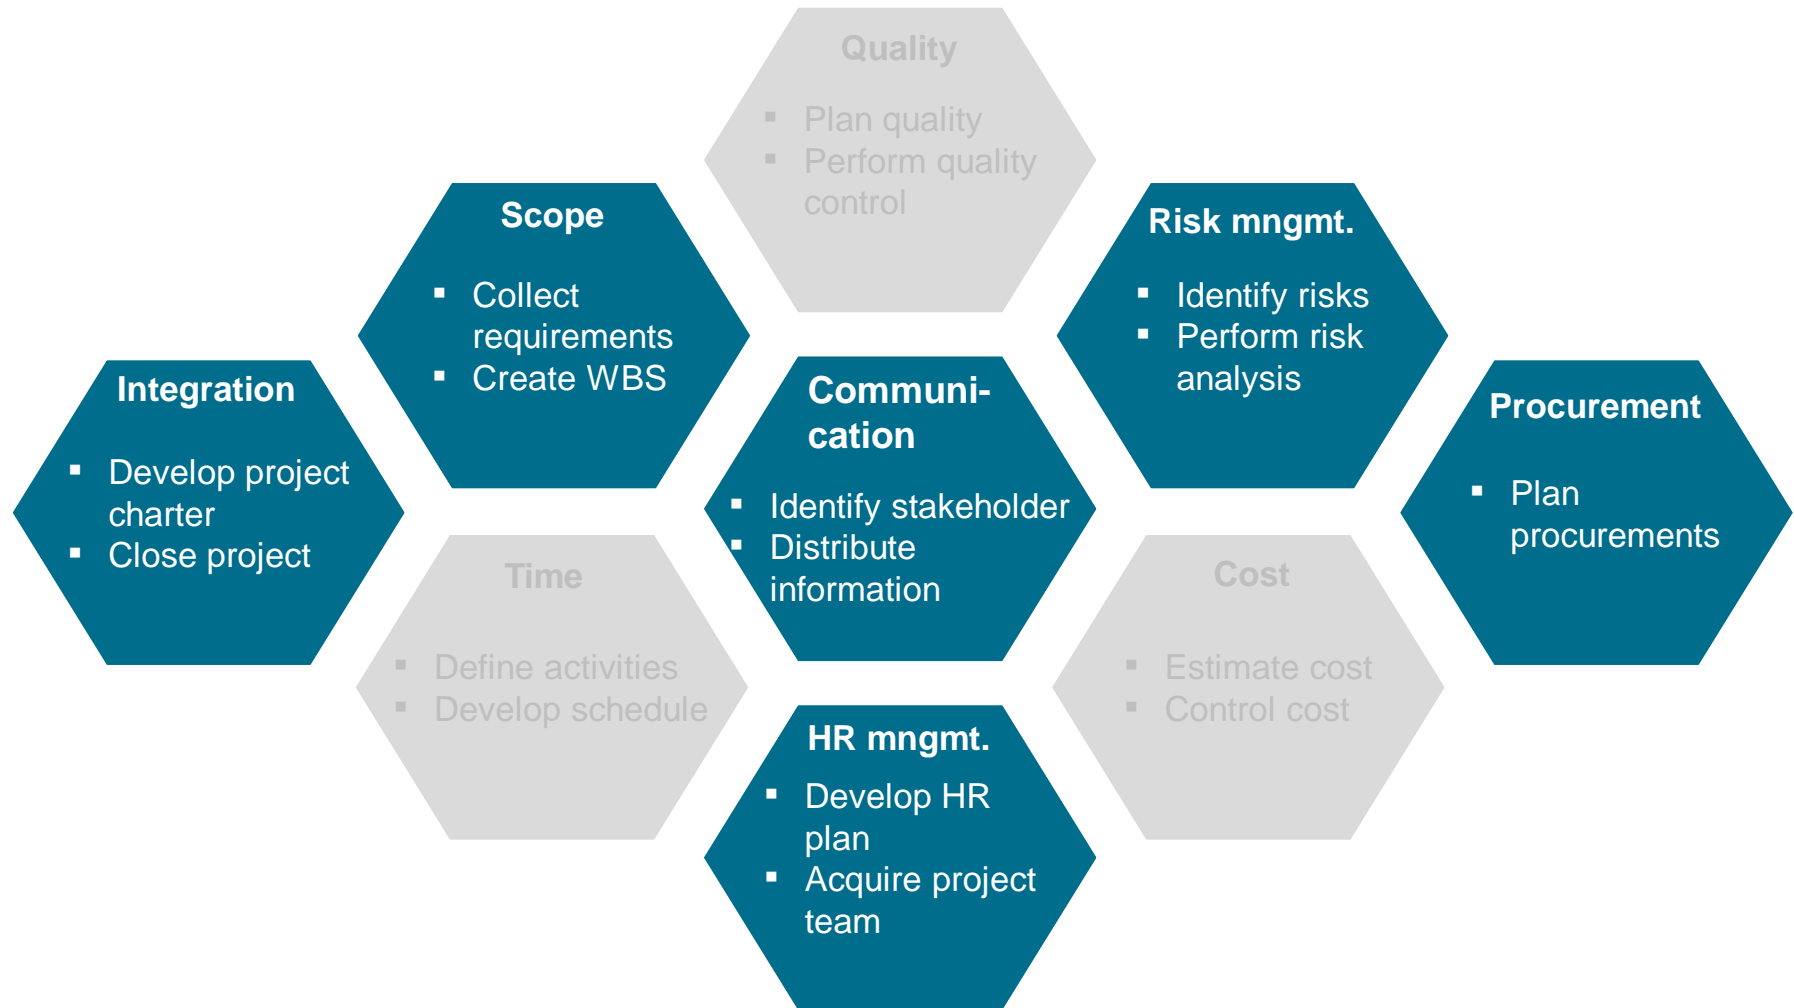 Quality
▪ Plan quality
▪ Perform quality
control
Scope
▪ Collect
requirements
▪ Create WBS
Risk mngmt.
▪ Identify risks
▪ Perform risk
analysis
Integration
▪ Develop project
charter
▪ Close project
Communi-
cation
▪ Identify stakeholder
▪ Distribute
information
Procurement
▪ Plan
procurements
Time
▪ Define activities
▪ Develop schedule
Cost
▪ Estimate cost
▪ Control cost
HR mngmt.
▪ Develop HR
plan
▪ Acquire project
team